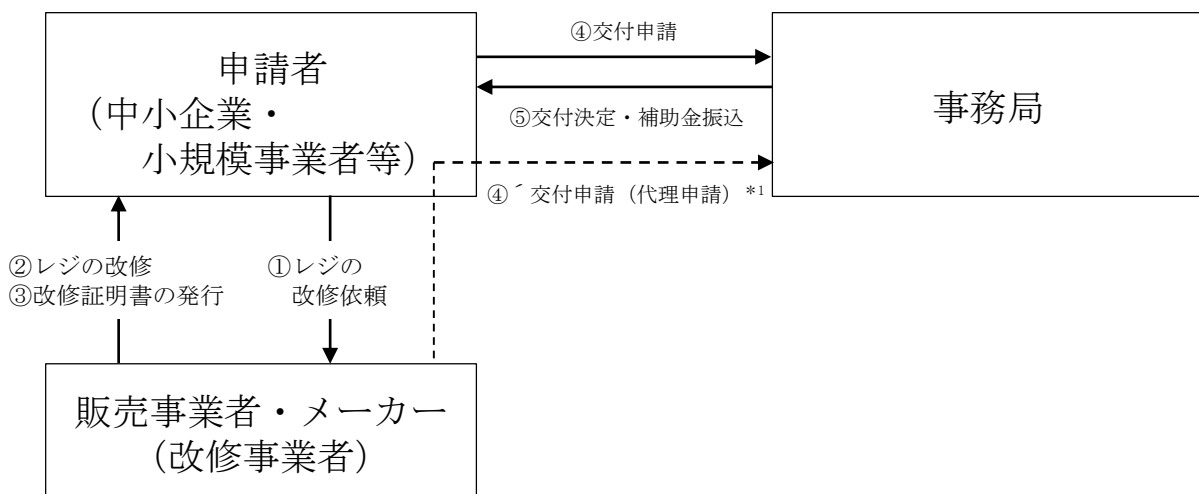 申請者
（中小企業・
小規模事業者等）
④交付申請
⑤交付決定・補助金振込
④´交付申請（代理申請）*1
事務局
②レジの改修
③改修証明書の発行
①レジの
改修依頼
販売事業者・メーカー
（改修事業者）